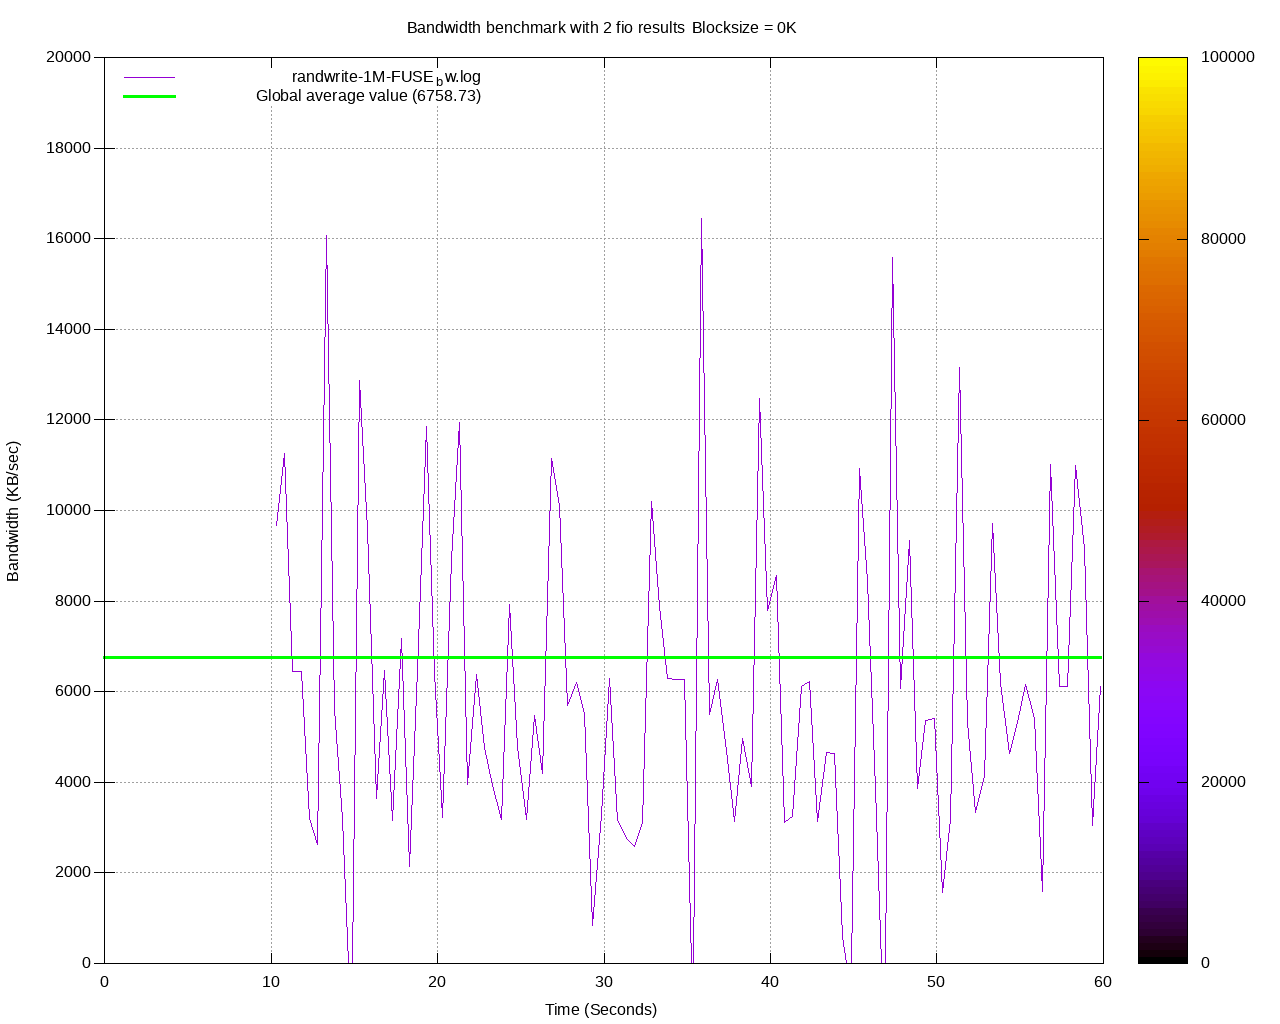 Bandwidth benchmark with 2 fio results Blocksize = 0K
randwrite-1M-FUSE_bw.log
Global average value (6758.73)
Bandwidth (KB/sec)
20000
18000
16000
14000
12000
10000
8000
6000
4000
2000
0
0 10 20 30 40 50 60
Time (Seconds)
100000
80000
60000
40000
20000
0